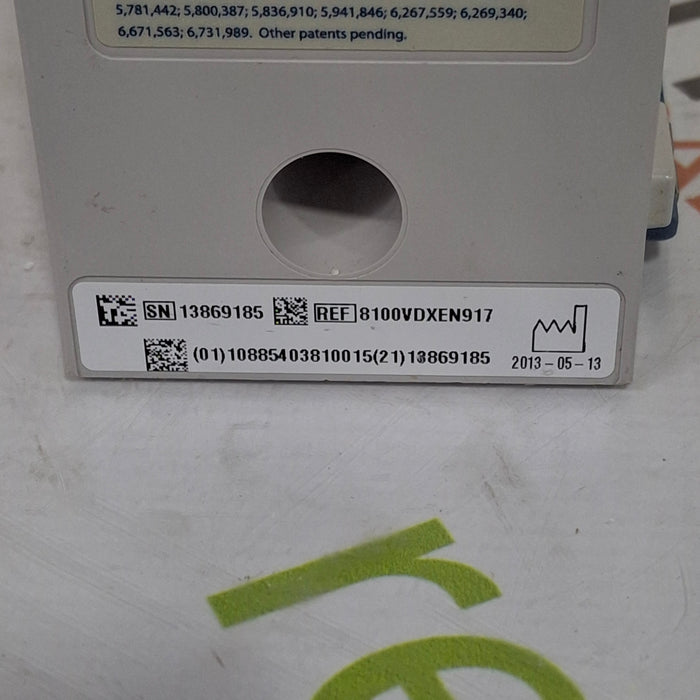 5,781,442; 5,800,387; 5,836,910; 5,941,846; 6,267,559; 6,269,340;
6,671,563; 6,731,989. Other patents pending.
SN 13869185 REF 8100VDXEN917
(01)10885403810015(21)13869185 2013-05-13
re